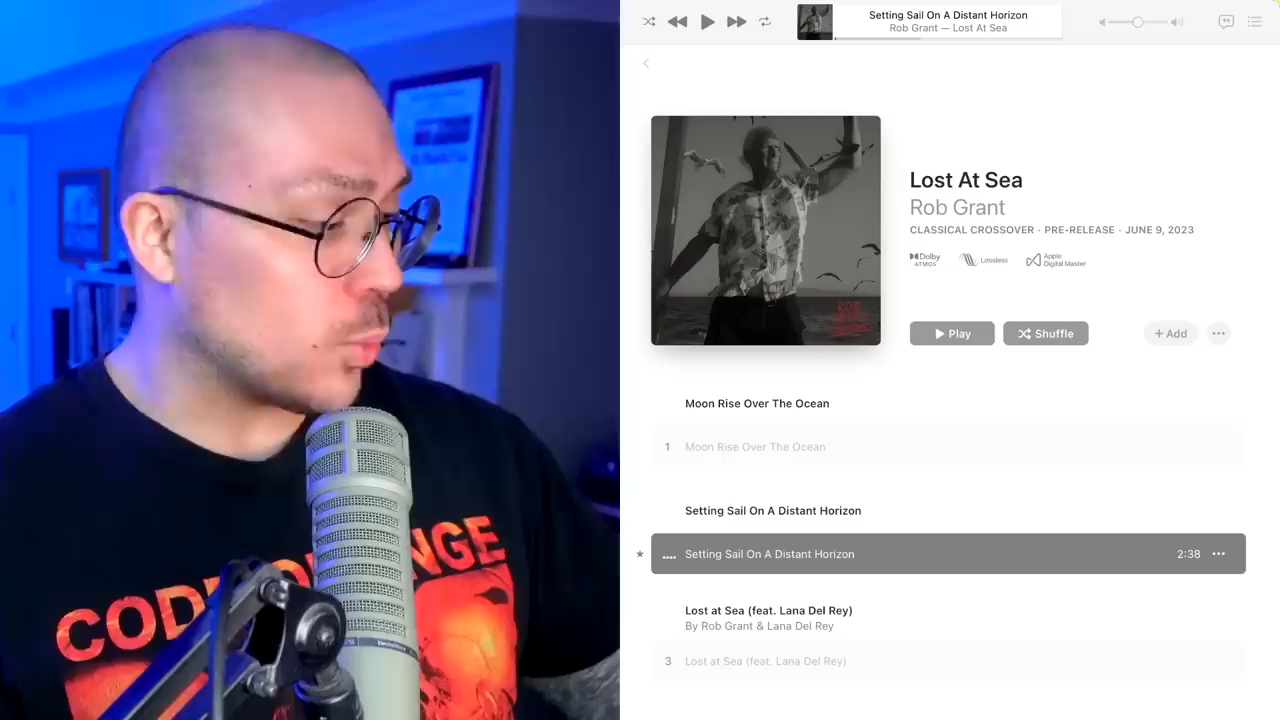 Setting Sail On A Distant Horizon
Rob Grant — Lost At Sea
Lost At Sea
Rob Grant
CLASSICAL CROSSOVER · PRE-RELEASE · JUNE 9, 2023
Dolby ATMOS
Lossless
Apple Digital Master
Play
Shuffle
+ Add
Moon Rise Over The Ocean
1 Moon Rise Over The Ocean
Setting Sail On A Distant Horizon
Setting Sail On A Distant Horizon 2:38
Lost at Sea (feat. Lana Del Rey)
By Rob Grant & Lana Del Rey
3 Lost at Sea (feat. Lana Del Rey)